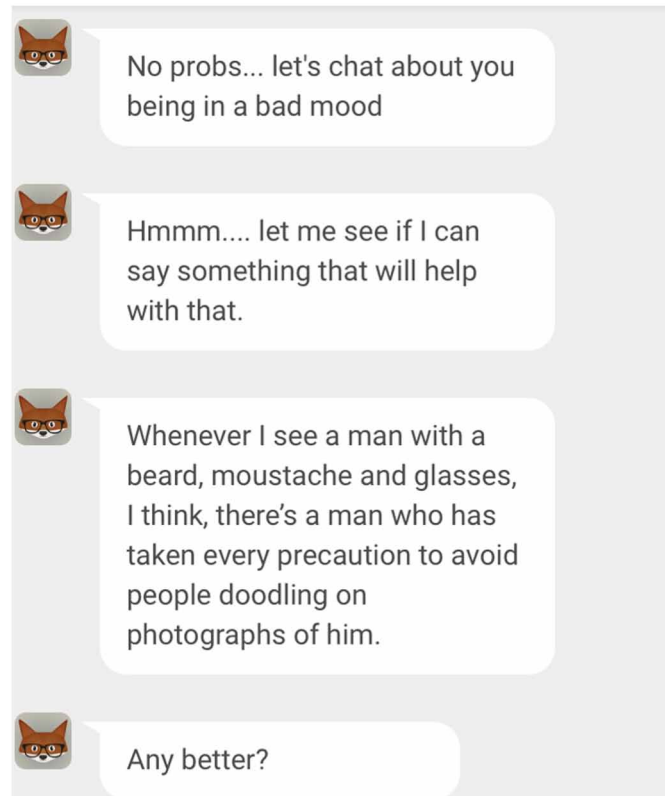 No probs... let's chat about you
being in a bad mood
Hmmm.... let me see if I can
say something that will help
with that.
Whenever I see a man with a
beard, moustache and glasses,
I think, there’s a man who has
taken every precaution to avoid
people doodling on
photographs of him.
Any better?